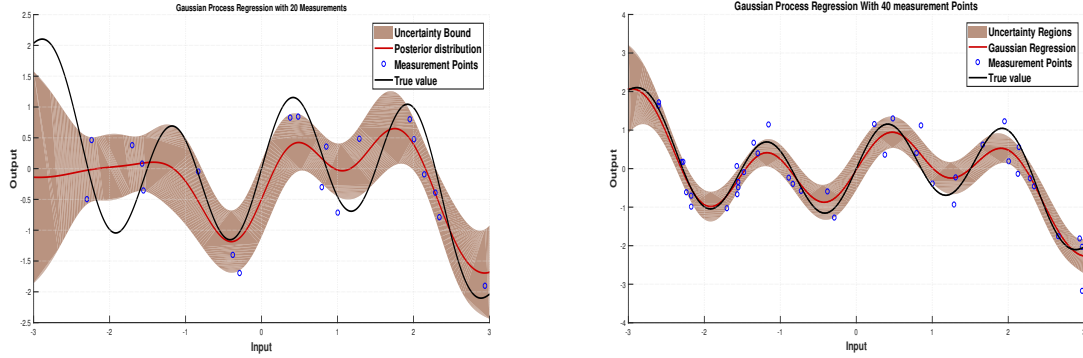 Gaussian Process Regression with 20 Measurements
2.5
2
1.5
1
0.5
0
-0.5
-1
-1.5
-2
-2.5
Output
-3
-2
-1
0
1
2
3
Input
Uncertainty Bound
Posterior distribution
Measurement Points
True value
Gaussian Process Regression With 40 measurement Points
4
3
2
1
0
-1
-2
-3
-4
Output
-3
-2
-1
0
1
2
3
Input
Uncertainty Regions
Gaussian Regression
Measurement Points
True value